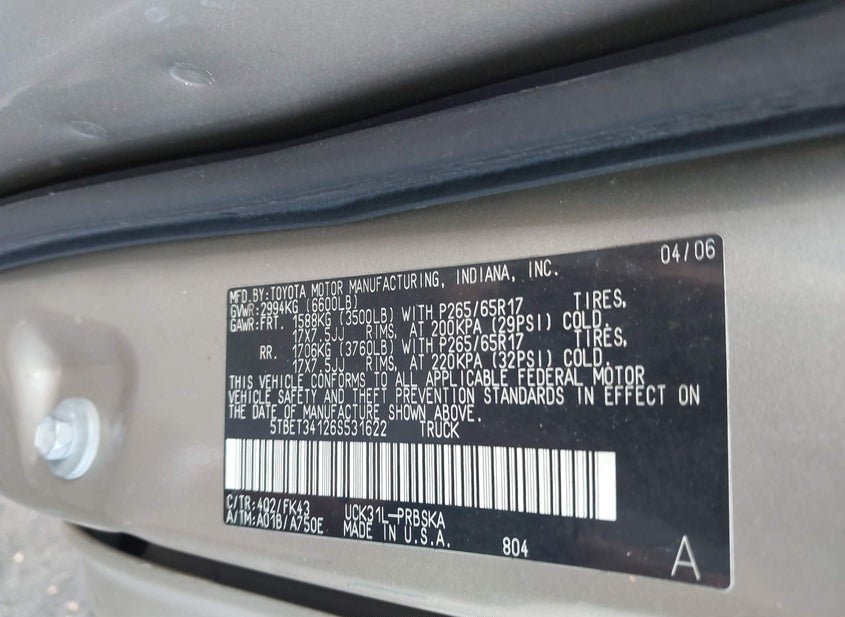 04/06
MFD.BY:TOYOTA MOTOR MANUFACTURING, INDIANA, INC.
GVWR:2994KG (6600LB)
GAWR:FRT. 1588KG (3500LB) WITH P265/65R17 TIRES,
17X7.5JJ RIMS, AT 200KPA (29PSI) COLD.
RR. 1706KG (3760LB) WITH P265/65R17 TIRES,
17X7.5JJ RIMS, AT 220KPA (32PSI) COLD.
THIS VEHICLE CONFORMS TO ALL APPLICABLE FEDERAL MOTOR
VEHICLE SAFETY AND THEFT PREVENTION STANDARDS IN EFFECT ON
THE DATE OF MANUFACTURE SHOWN ABOVE.
5TBET34126S531622 TRUCK
C/TR:4Q2/FK43 UCK31L-PRBSKA
A/TM:A01B/A750E MADE IN U.S.A.
804
A